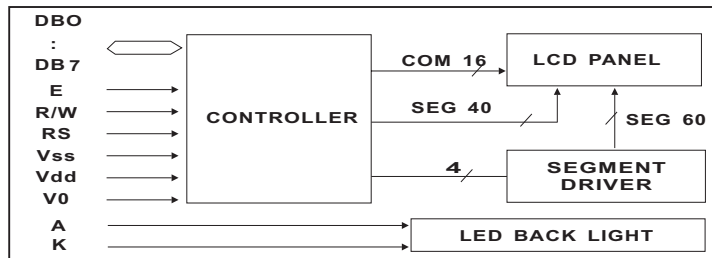 DBO
:
DB7
E
R/W
RS
Vss
Vdd
V0
A
K
CONTROLLER
COM 16
SEG 40
4
LCD PANEL
SEG 60
SEGMENT
DRIVER
LED BACK LIGHT